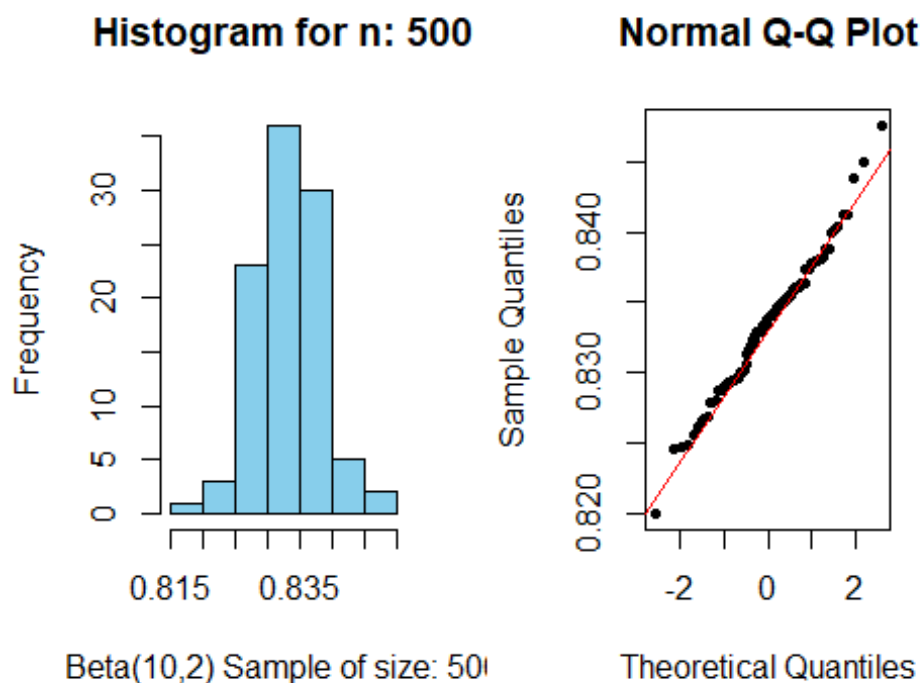 Histogram for n: 500
Frequency
0 5 10 20 30
0.815 0.835
Beta(10,2) Sample of size: 50
Normal Q-Q Plot
Sample Quantiles
0.820 0.830 0.840
-2 0 2
Theoretical Quantiles